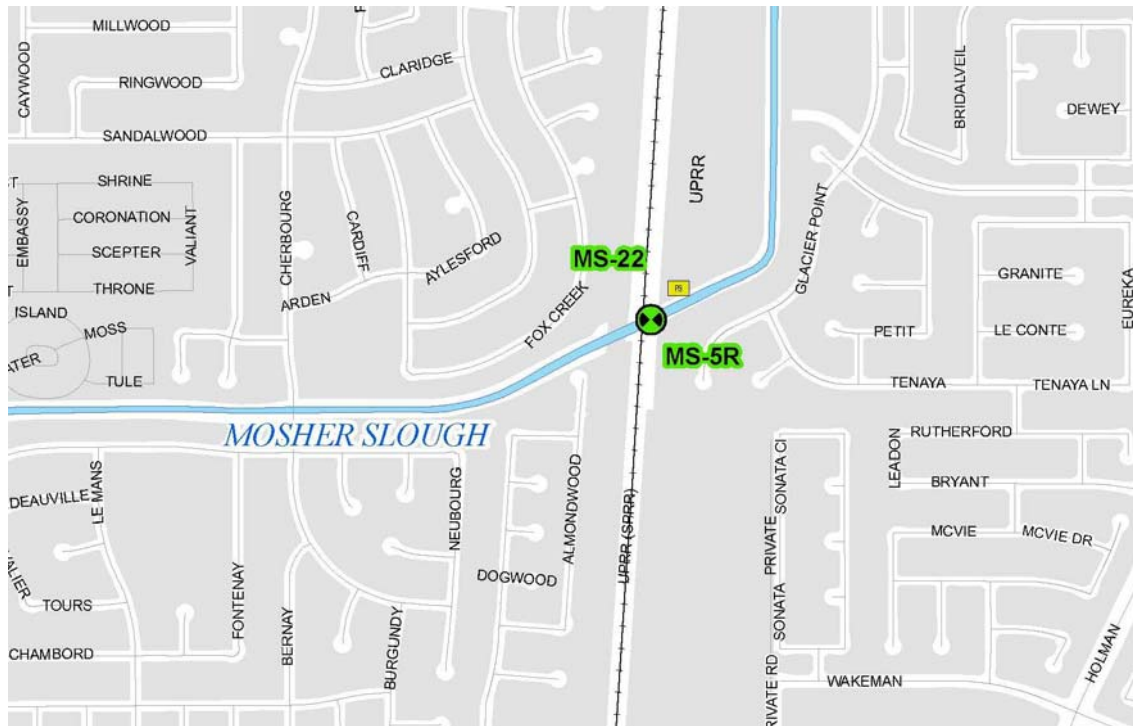 MILLWOOD
CAYWOOD
RINGWOOD
CLARIDGE
SANDALWOOD
BRIDALVEIL
DEWEY
UPRR
SHRINE
EMBASSY
CORONATION
VALIANT
SCEPTER
THRONE
CHERBOURG
CARDIFF
AYLESFORD
ARDEN
MS-22
GLACIER POINT
GRANITE
EUREKA
ISLAND
MOSS
ATER
TULE
FOX CREEK
MS-5R
PETIT
LE CONTE
TENAYA
TENAYA LN
MOSHER SLOUGH
RUTHERFORD
LEADON
BRYANT
MCVIE
MCVIE DR
DEAUVILLE
LE MANS
NEUBOURG
ALMONDWOOD
UPRR (SPRR)
SONATA CI
PRIVATE
SONATA
DOGWOOD
ALIER
TOURS
FONTENAY
BERNAY
BURGUNDY
CHAMBORD
HOLMAN
WAKEMAN
RIVATE RD